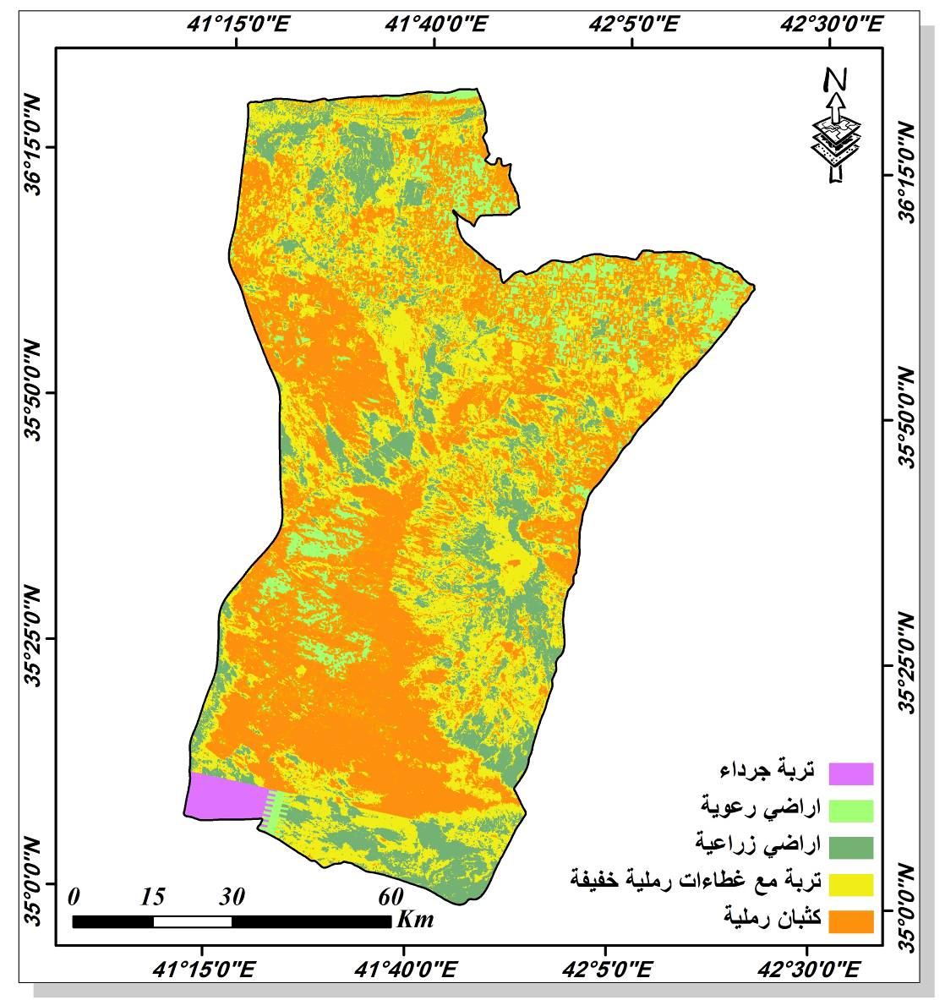 41°15'0"E 41°40'0"E 42°5'0"E 42°30'0"E
N
36°15'0"N
36°15'0"N
35°50'0"N
35°50'0"N
35°25'0"N
35°25'0"N
35°0'0"N
35°0'0"N
تربة جرداء
اراضي رعوية
اراضي زراعية
تربة مع غطاءات رملية خفيفة
كثبان رملية
0 15 30 60
Km
41°15'0"E 41°40'0"E 42°5'0"E 42°30'0"E